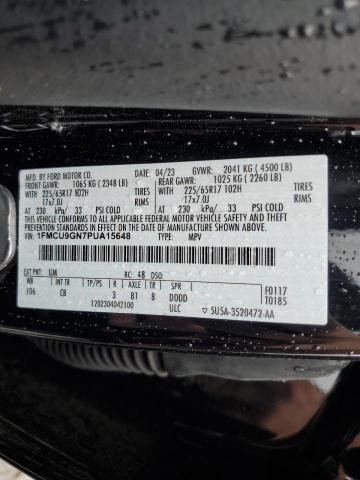 MFD. BY FORD MOTOR CO. 04/23 GVWR: 2041 KG ( 4500 LB)
FRONT GAWR: 1065 KG ( 2348 LB) REAR GAWR: 1025 KG ( 2260 LB)
225/65R17 102H TIRES 225/65R17 102H TIRES
17x7.0J RIMS 17x7.0J RIMS
AT 230 kPa/ 33 PSI COLD AT 230 kPa/ 33 PSI COLD
THIS VEHICLE CONFORMS TO ALL APPLICABLE FEDERAL MOTOR VEHICLE SAFETY, BUMPER, AND THEFT
PREVENTION STANDARDS IN EFFECT ON THE DATE OF MANUFACTURE SHOWN ABOVE.
VIN: 1FMCU9GN7PUA15648
TYPE: MPV
EXT PNT: UM RC: 48 DSO:
WB INT TR TP/PS R AXLE TR SPR
106 CB 3 81 8 DDDD F0117
T0185
1202304042100 ULC 5U5A-3520472-AA